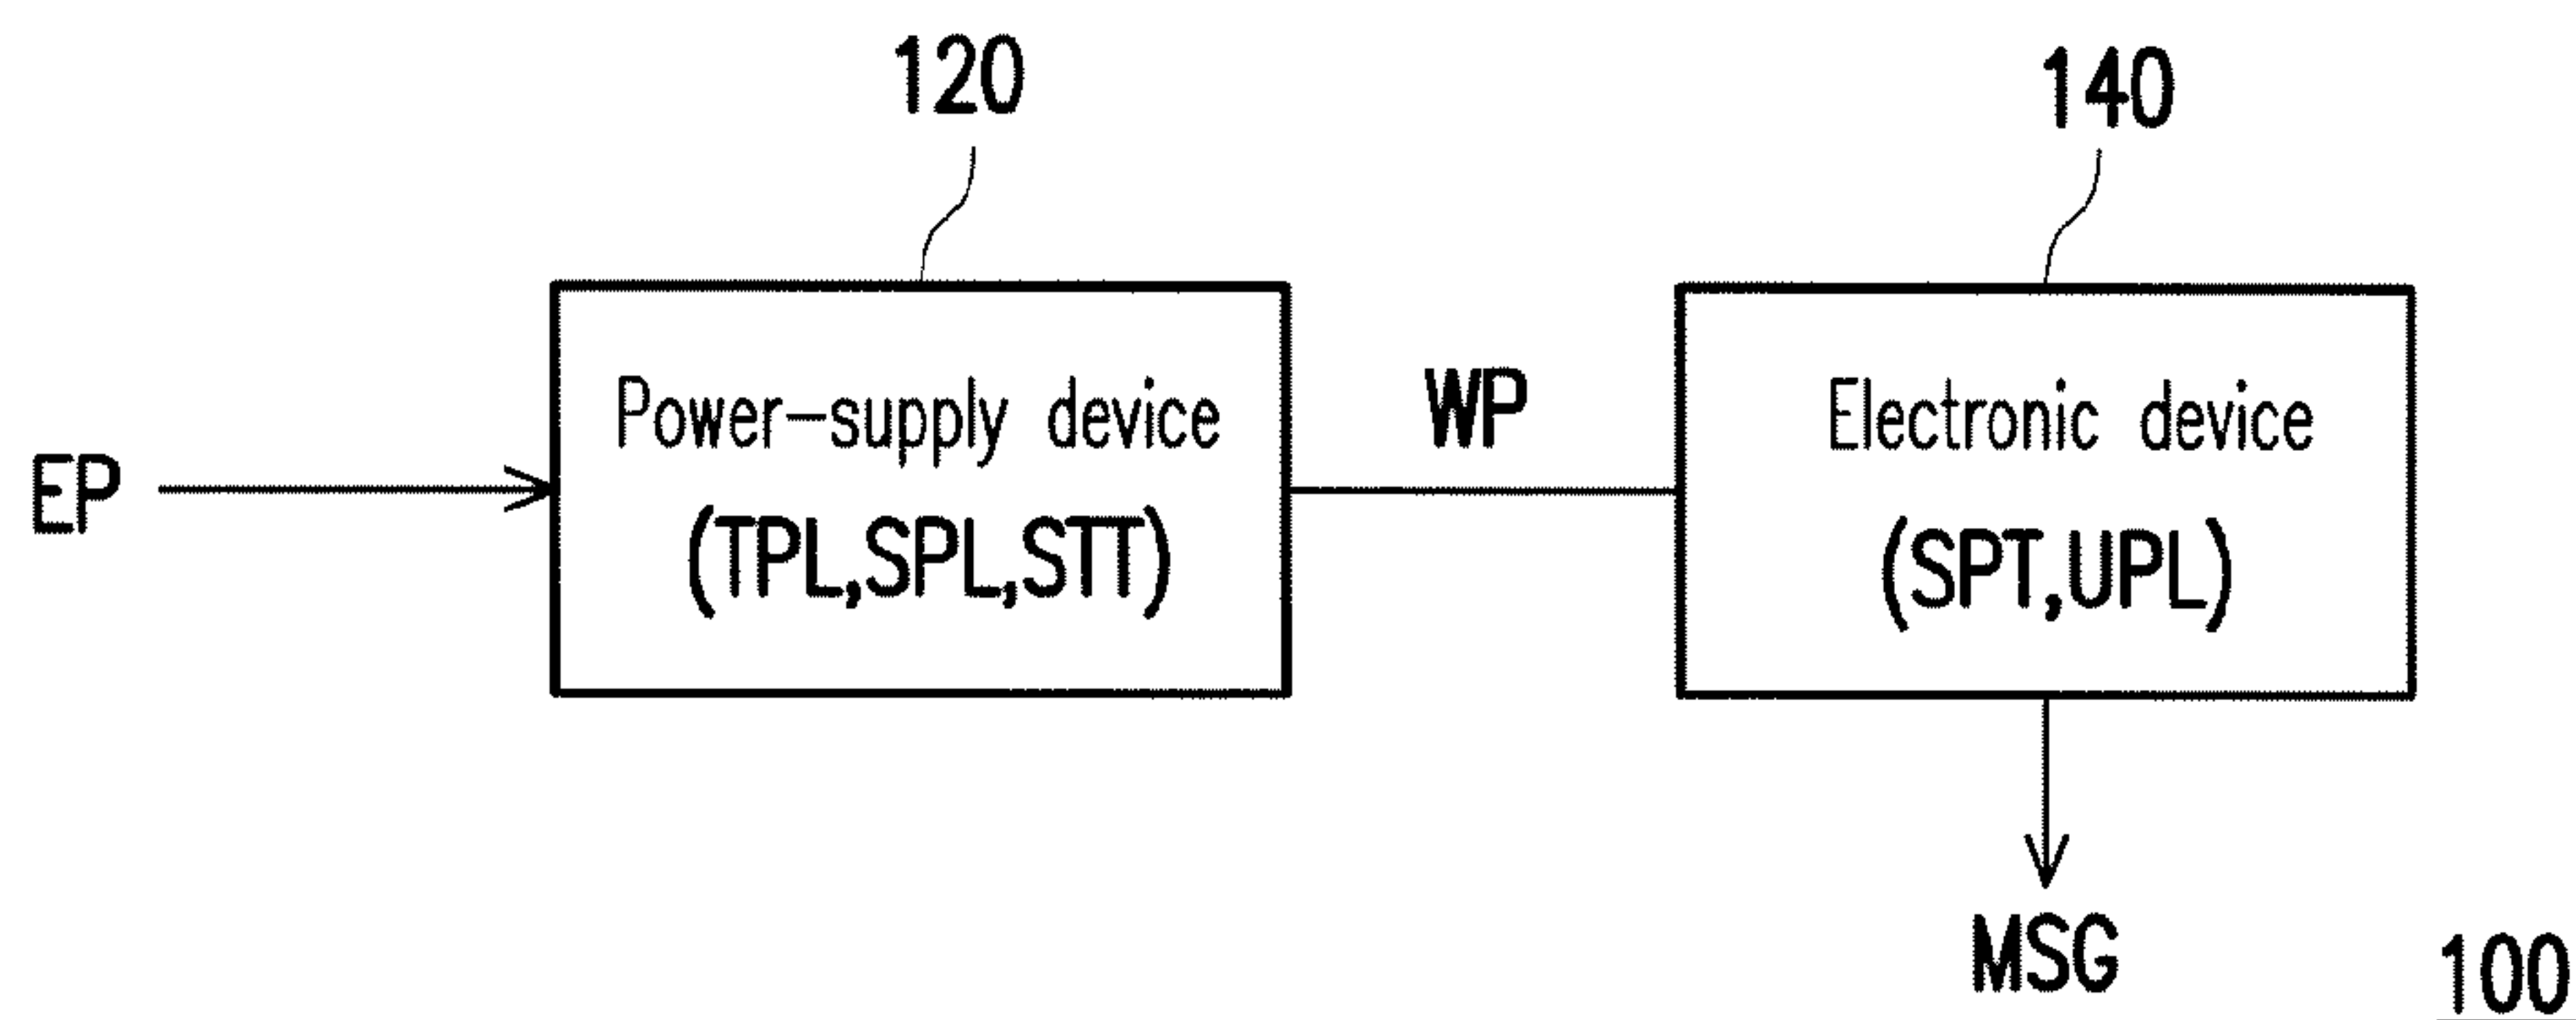 120
140
EP
Power-supply device
(TPL,SPL,STT)
WP
Electronic device
(SPT,UPL)
MSG
100